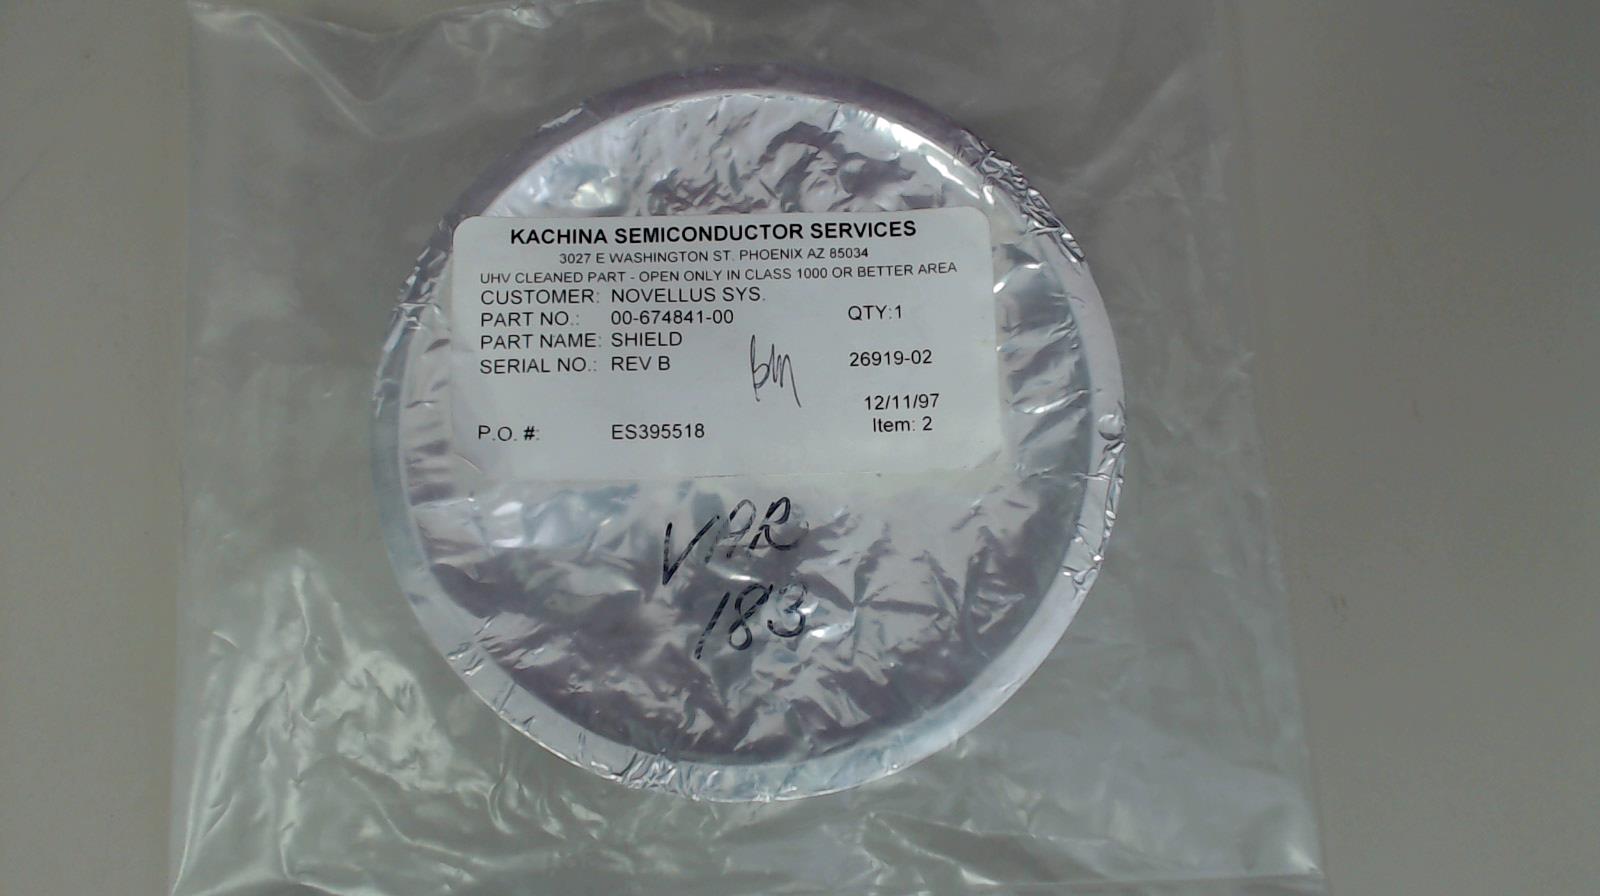 KACHINA SEMICONDUCTOR SERVICES
3027 E WASHINGTON ST. PHOENIX AZ 85034
UHV CLEANED PART - OPEN ONLY IN CLASS 1000 OR BETTER AREA
CUSTOMER: NOVELLUS SYS.
PART NO.: 00-674841-00 QTY:1
PART NAME: SHIELD
SERIAL NO.: REV B 26919-02
12/11/97
P.O. #: ES395518 Item: 2
VAR
183